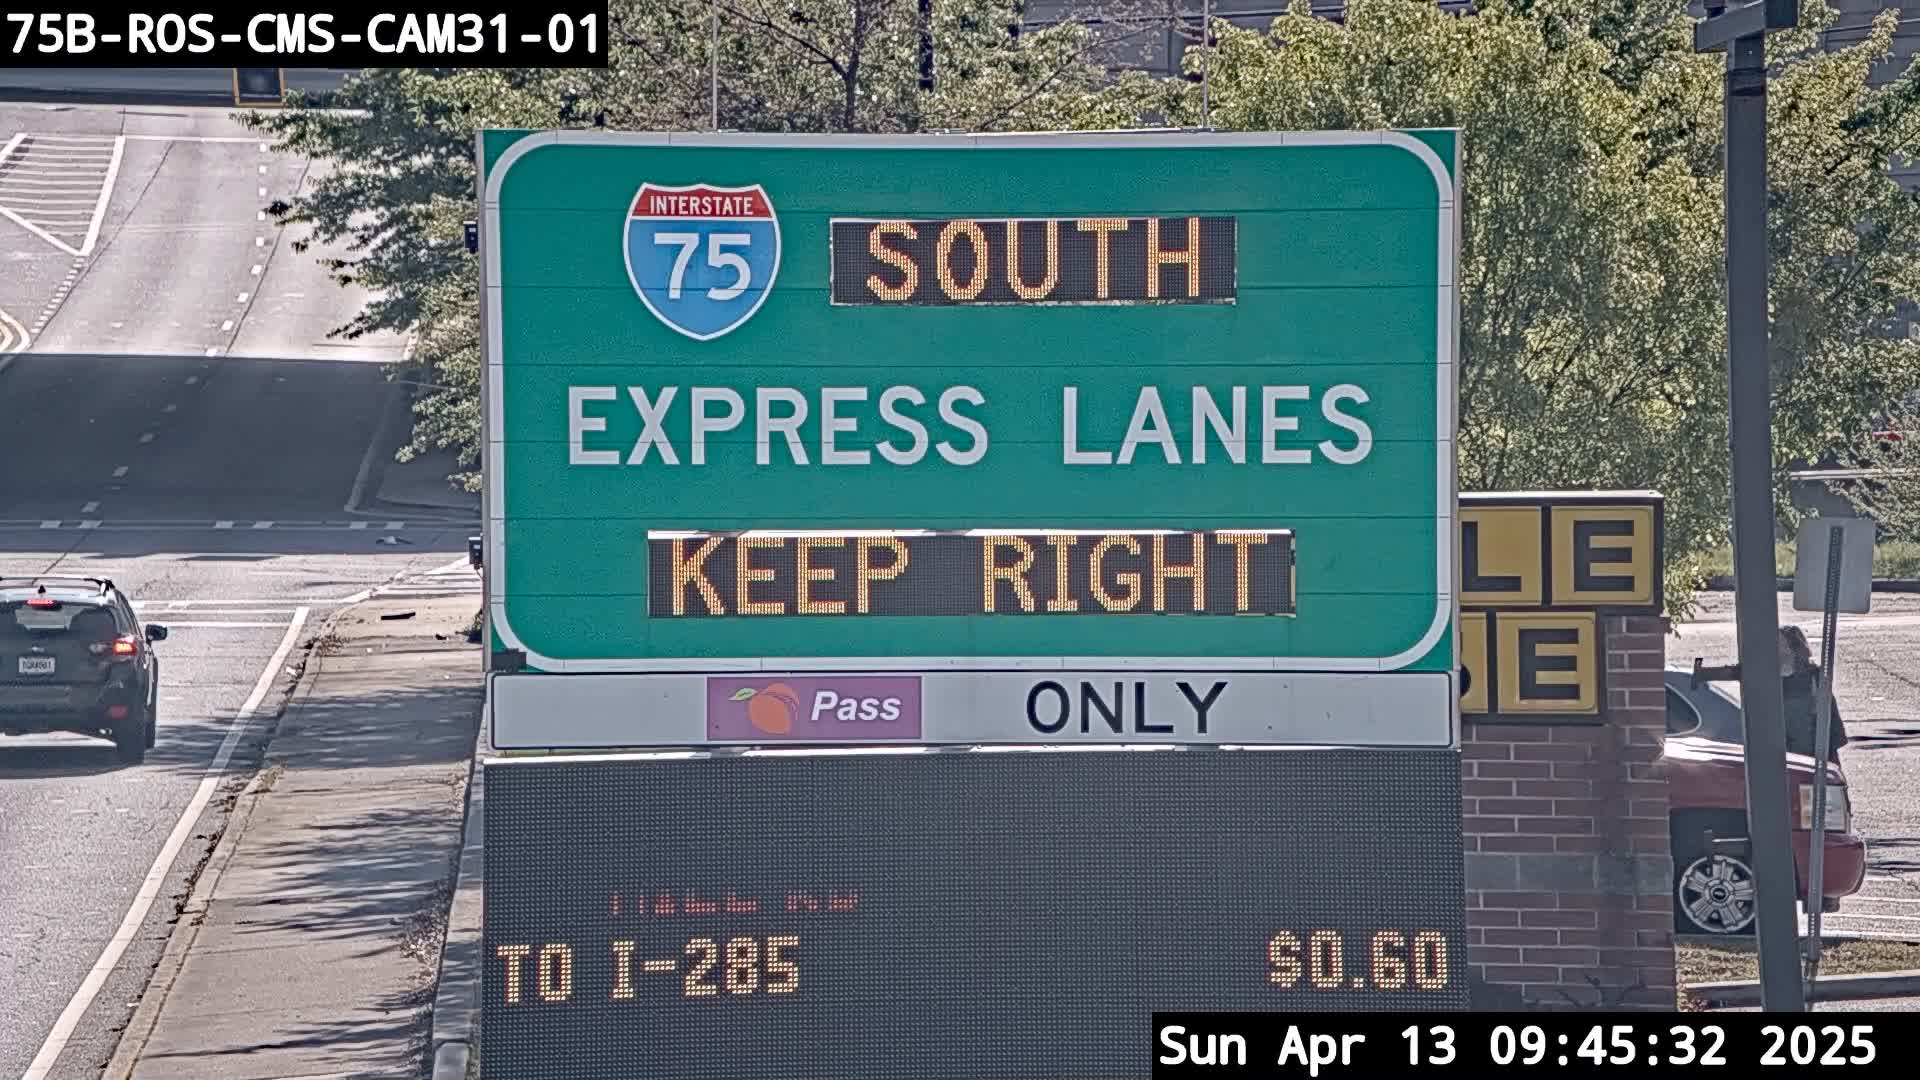 75B-ROS-CMS-CAM31-01
INTERSTATE
75
SOUTH
EXPRESS LANES
KEEP RIGHT
Pass
ONLY
TO I-285 $0.60
LE
E
Sun Apr 13 09:45:32 2025